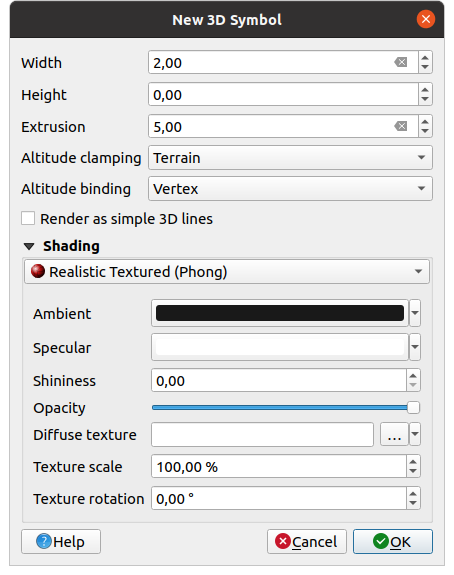 New 3D Symbol
Width 2,00
Height 0,00
Extrusion 5,00
Altitude clamping Terrain
Altitude binding Vertex
Render as simple 3D lines
Shading
Realistic Textured (Phong)
Ambient
Specular
Shininess 0,00
Opacity
Diffuse texture ...
Texture scale 100,00 %
Texture rotation 0,00 °
Help Cancel OK